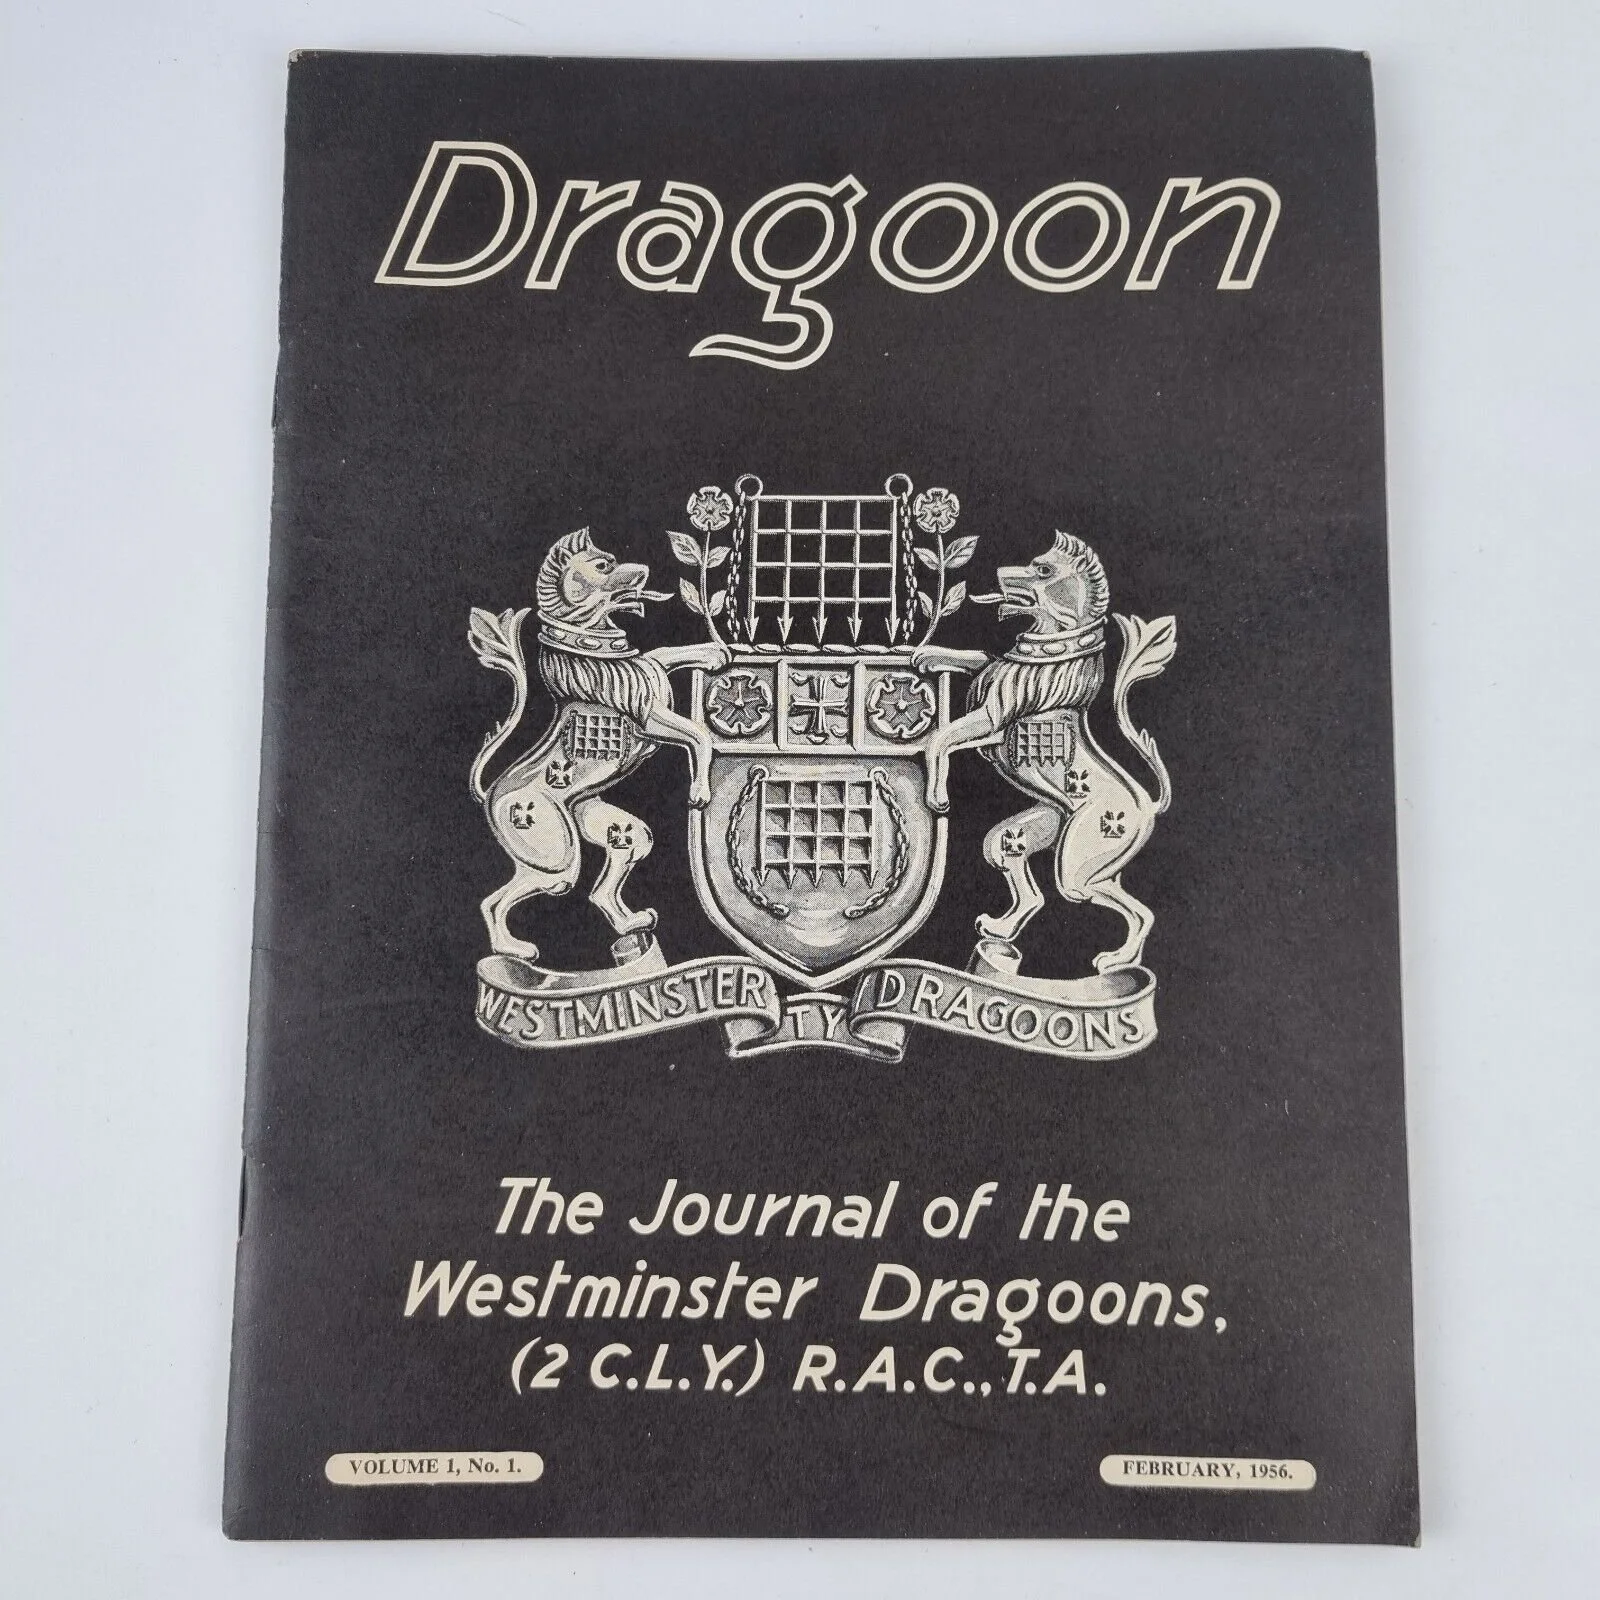 Dragoon
WESTMINSTER TY DRAGOONS
The Journal of the
Westminster Dragoons,
(2 C.L.Y.) R.A.C., T.A.
VOLUME 1, No. 1.
FEBRUARY, 1956.